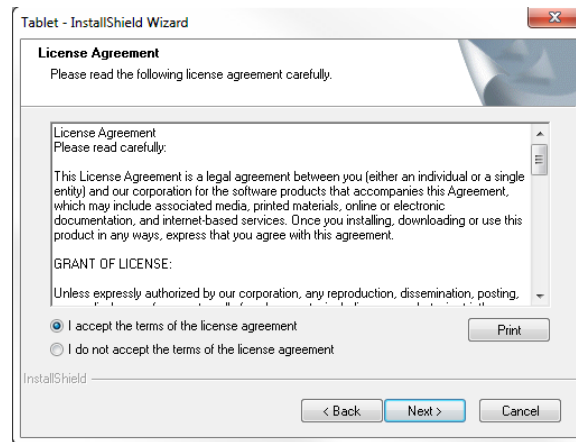 Tablet - InstallShield Wizard
License Agreement
Please read the following license agreement carefully.
License Agreement
Please read carefully:
This License Agreement is a legal agreement between you (either an individual or a single
entity) and our corporation for the software products that accompanies this Agreement,
which may include associated media, printed materials, online or electronic
documentation, and internet-based services. Once you installing, downloading or use this
product in any ways, express that you agree with this agreement.
GRANT OF LICENSE:
Unless expressly authorized by our corporation, any reproduction, dissemination, posting,
I accept the terms of the license agreement
Print
I do not accept the terms of the license agreement
InstallShield
< Back
Next >
Cancel